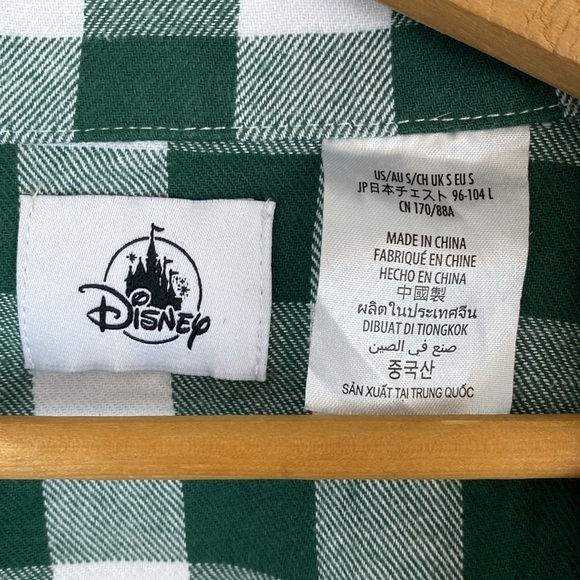 DISNEY
US/AU S/CH UK S EU S
JP日本チェスト 96-104 L
CN 170/88A
MADE IN CHINA
FABRIQUÉ EN CHINE
HECHO EN CHINA
中國製
ผลิตในประเทศจีน
DIBUAT DI TIONGKOK
صنع في الصين
중국산
SẢN XUẤT TẠI TRUNG QUỐC